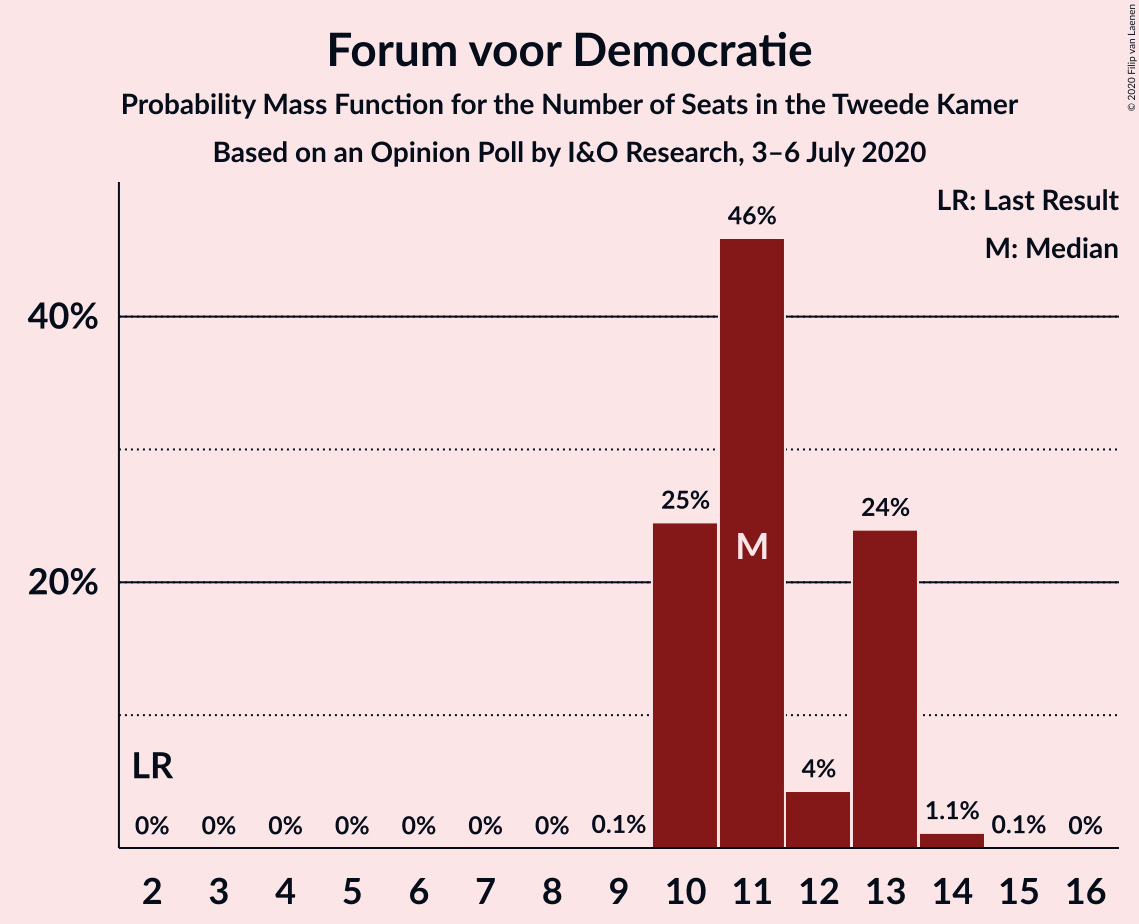 Forum voor Democratie
Probability Mass Function for the Number of Seats in the Tweede Kamer
Based on an Opinion Poll by I&O Research, 3–6 July 2020
© 2020 Filip van Laenen
LR: Last Result
M: Median
40%
20%
46%
25%
24%
M
4%
LR
1.1%
0% 0% 0% 0% 0% 0% 0% 0.1% 0.1% 0%
2 3 4 5 6 7 8 9 10 11 12 13 14 15 16